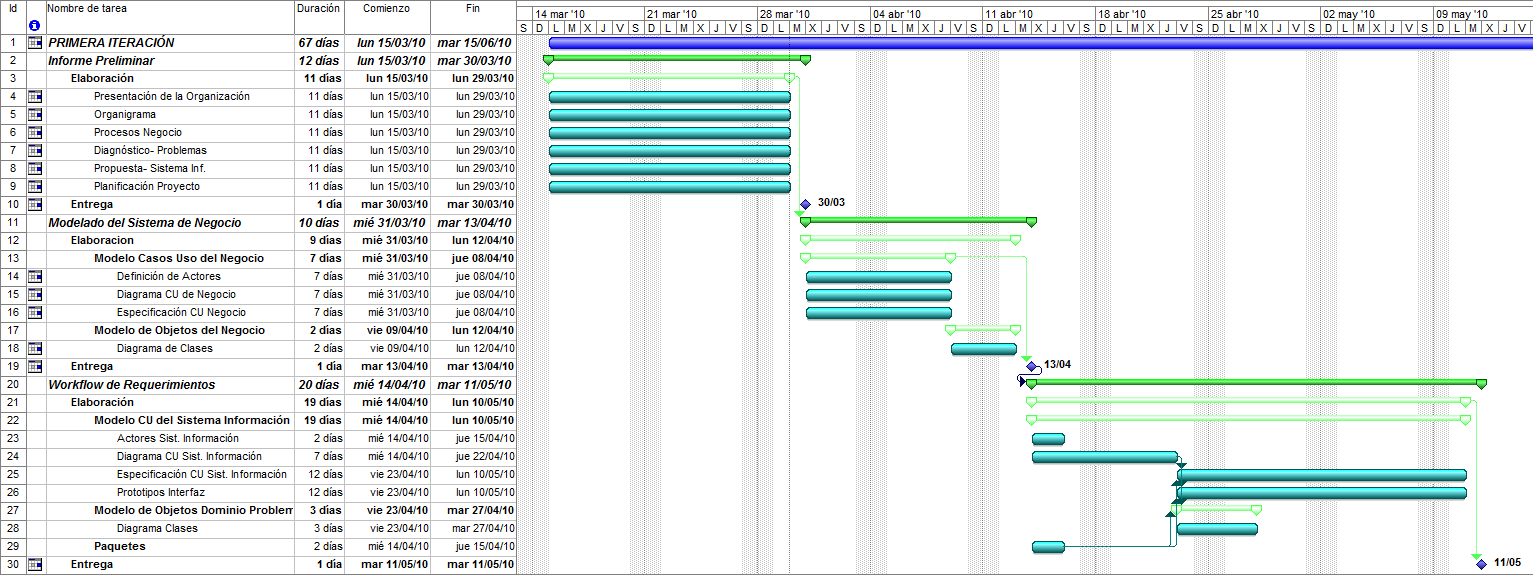 Id Nombre de tarea Duración Comienzo Fin 14 mar '10 21 mar '10 28 mar '10 04 abr '10 11 abr '10 18 abr '10 25 abr '10 02 may '10 09 may '10
S D L M X J V S D L M X J V S D L M X J V S D L M X J V S D L M X J V S D L M X J V S D L M X J V S D L M X J V S D L M X J V
1 PRIMERA ITERACIÓN 67 días lun 15/03/10 mar 15/06/10
2 Informe Preliminar 12 días lun 15/03/10 mar 30/03/10
3 Elaboración 11 días lun 15/03/10 lun 29/03/10
4 Presentación de la Organización 11 días lun 15/03/10 lun 29/03/10
5 Organigrama 11 días lun 15/03/10 lun 29/03/10
6 Procesos Negocio 11 días lun 15/03/10 lun 29/03/10
7 Diagnóstico- Problemas 11 días lun 15/03/10 lun 29/03/10
8 Propuesta- Sistema Inf. 11 días lun 15/03/10 lun 29/03/10
9 Planificación Proyecto 11 días lun 15/03/10 lun 29/03/10
10 Entrega 1 día mar 30/03/10 mar 30/03/10 30/03
11 Modelado del Sistema de Negocio 10 días mié 31/03/10 mar 13/04/10
12 Elaboracion 9 días mié 31/03/10 lun 12/04/10
13 Modelo Casos Uso del Negocio 7 días mié 31/03/10 jue 08/04/10
14 Definición de Actores 7 días mié 31/03/10 jue 08/04/10
15 Diagrama CU de Negocio 7 días mié 31/03/10 jue 08/04/10
16 Especificación CU Negocio 7 días mié 31/03/10 jue 08/04/10
17 Modelo de Objetos del Negocio 2 días vie 09/04/10 lun 12/04/10
18 Diagrama de Clases 2 días vie 09/04/10 lun 12/04/10
19 Entrega 1 día mar 13/04/10 mar 13/04/10 13/04
20 Workflow de Requerimientos 20 días mié 14/04/10 mar 11/05/10
21 Elaboración 19 días mié 14/04/10 lun 10/05/10
22 Modelo CU del Sistema Información 19 días mié 14/04/10 lun 10/05/10
23 Actores Sist. Información 2 días mié 14/04/10 jue 15/04/10
24 Diagrama CU Sist. Información 7 días mié 14/04/10 jue 22/04/10
25 Especificación CU Sist. Información 12 días vie 23/04/10 lun 10/05/10
26 Prototipos Interfaz 12 días vie 23/04/10 lun 10/05/10
27 Modelo de Objetos Dominio Problem 3 días vie 23/04/10 mar 27/04/10
28 Diagrama Clases 3 días vie 23/04/10 mar 27/04/10
29 Paquetes 2 días mié 14/04/10 jue 15/04/10
30 Entrega 1 día mar 11/05/10 mar 11/05/10 11/05